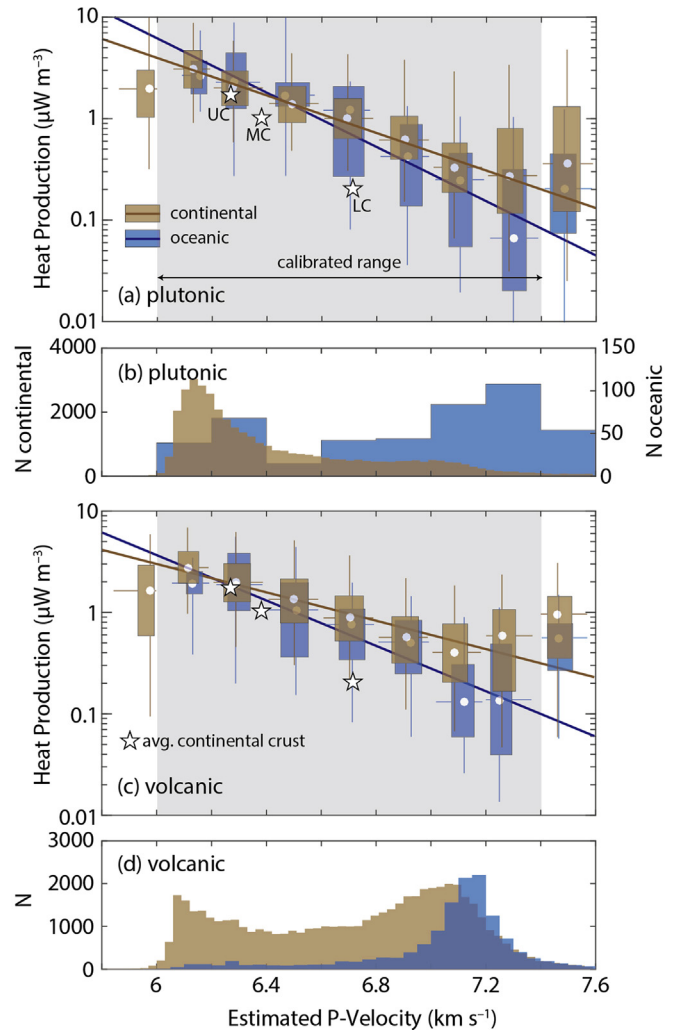 10
1
0.1
0.01
Heat Production (μW m⁻³)
UC
MC
LC
continental
oceanic
calibrated range
(a) plutonic
4000
2000
0
N continental
(b) plutonic
150
100
50
0
N oceanic
10
1
0.1
0.01
Heat Production (μW m⁻³)
avg. continental crust
(c) volcanic
3000
2000
1000
0
N
(d) volcanic
6 6.4 6.8 7.2 7.6
Estimated P-Velocity (km s⁻¹)